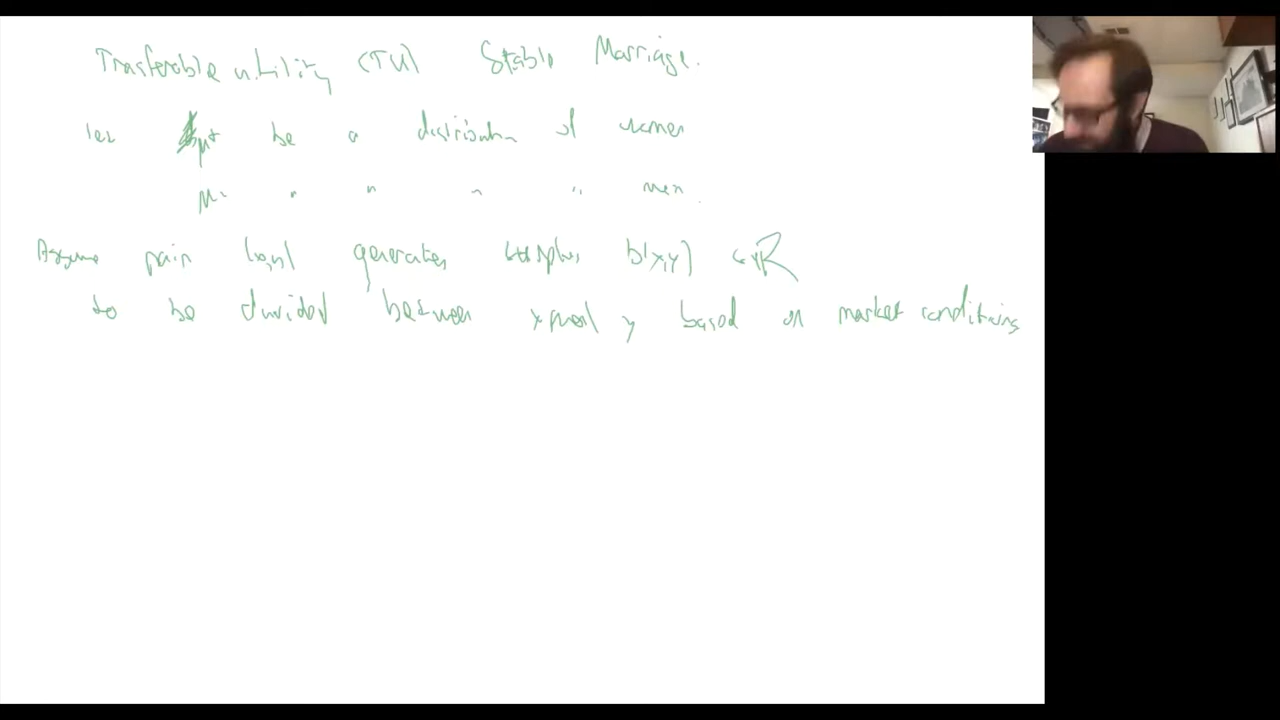 Trasferable utility (TU) Stable Marriage.
let μ+ be a distribution of women
μ- " " " " men.
Assume pair (x,y) generates surplus b(x,y) ∈ R
to be divided between x and y based on market conditions